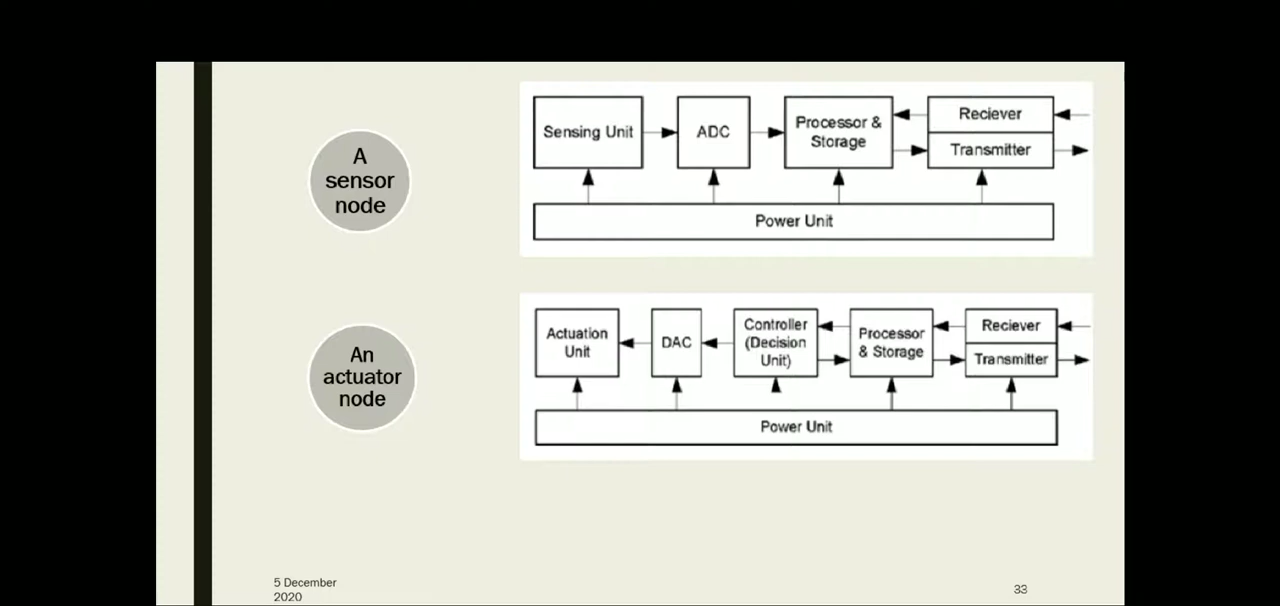 A
sensor
node
Sensing Unit
ADC
Processor &
Storage
Reciever
Transmitter
Power Unit
An
actuator
node
Actuation
Unit
DAC
Controller
(Decision
Unit)
Processor
& Storage
Reciever
Transmitter
Power Unit
5 December
2020
33